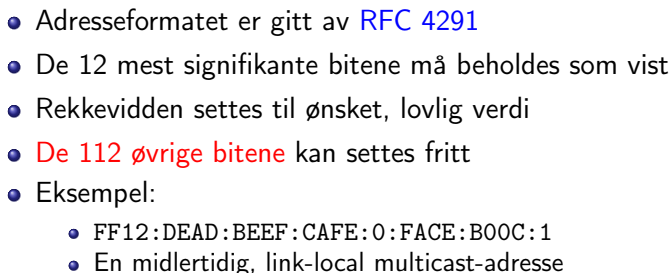 Adresseformatet er gitt av RFC 4291
De 12 mest signifikante bitene må beholdes som vist
Rekkevidden settes til ønsket, lovlig verdi
De 112 øvrige bitene kan settes fritt
Eksempel:
FF12:DEAD:BEEF:CAFE:0:FACE:B00C:1
En midlertidig, link-local multicast-adresse